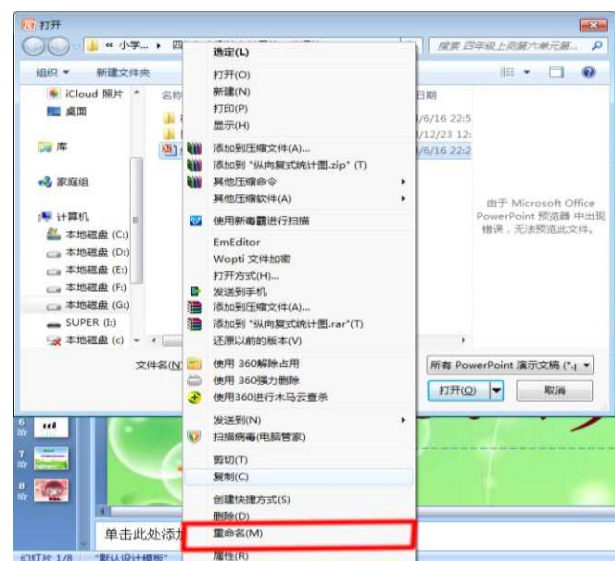 打开
« 小学... ▸
搜索 四年级上册第六单元第...
组织 ▼ 新建文件夹
iCloud 照片
桌面
库
家庭组
计算机
本地磁盘 (C:)
本地磁盘 (D:)
本地磁盘 (E:)
本地磁盘 (F:)
本地磁盘 (G:)
SUPER (I:)
本地磁盘 (c)
日期
/6/16 22:5
/12/23 12:
/6/16 22:2
选定(L)
打开(O)
新建(N)
打印(P)
显示(H)
添加到压缩文件(A)...
添加到 "纵向复式统计图.zip" (T)
其他压缩命令
其他压缩软件(A)
使用新毒霸进行扫描
EmEditor
Wopti 文件加密
打开方式(H)...
发送到手机
添加到压缩文件(A)...
添加到 "纵向复式统计图.rar"(T)
还原以前的版本(V)
使用 360解除占用
使用 360强力删除
使用360进行木马云查杀
发送到(N)
扫描病毒(电脑管家)
剪切(T)
复制(C)
创建快捷方式(S)
删除(D)
重命名(M)
属性(R)
由于 Microsoft Office
PowerPoint 预览器 中出现
错误，无法预览此文件。
文件名(N)
所有 PowerPoint 演示文稿 (*.p
打开(O)
取消
6
7
8
单击此处添加
幻灯片 1/8 "默认设计模板"